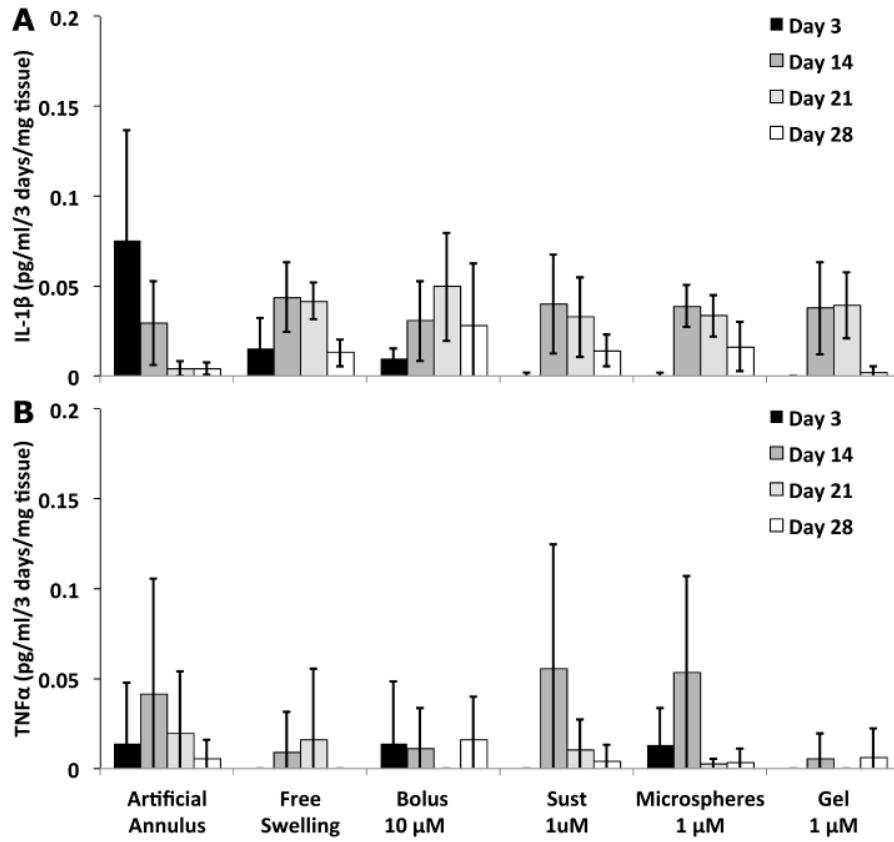 A
IL-1β (pg/ml/3 days/mg tissue)
0.2
0.15
0.1
0.05
0
Day 3
Day 14
Day 21
Day 28
B
TNFα (pg/ml/3 days/mg tissue)
0.2
0.15
0.1
0.05
0
Day 3
Day 14
Day 21
Day 28
Artificial
Annulus
Free
Swelling
Bolus
10 μM
Sust
1uM
Microspheres
1 μM
Gel
1 μM